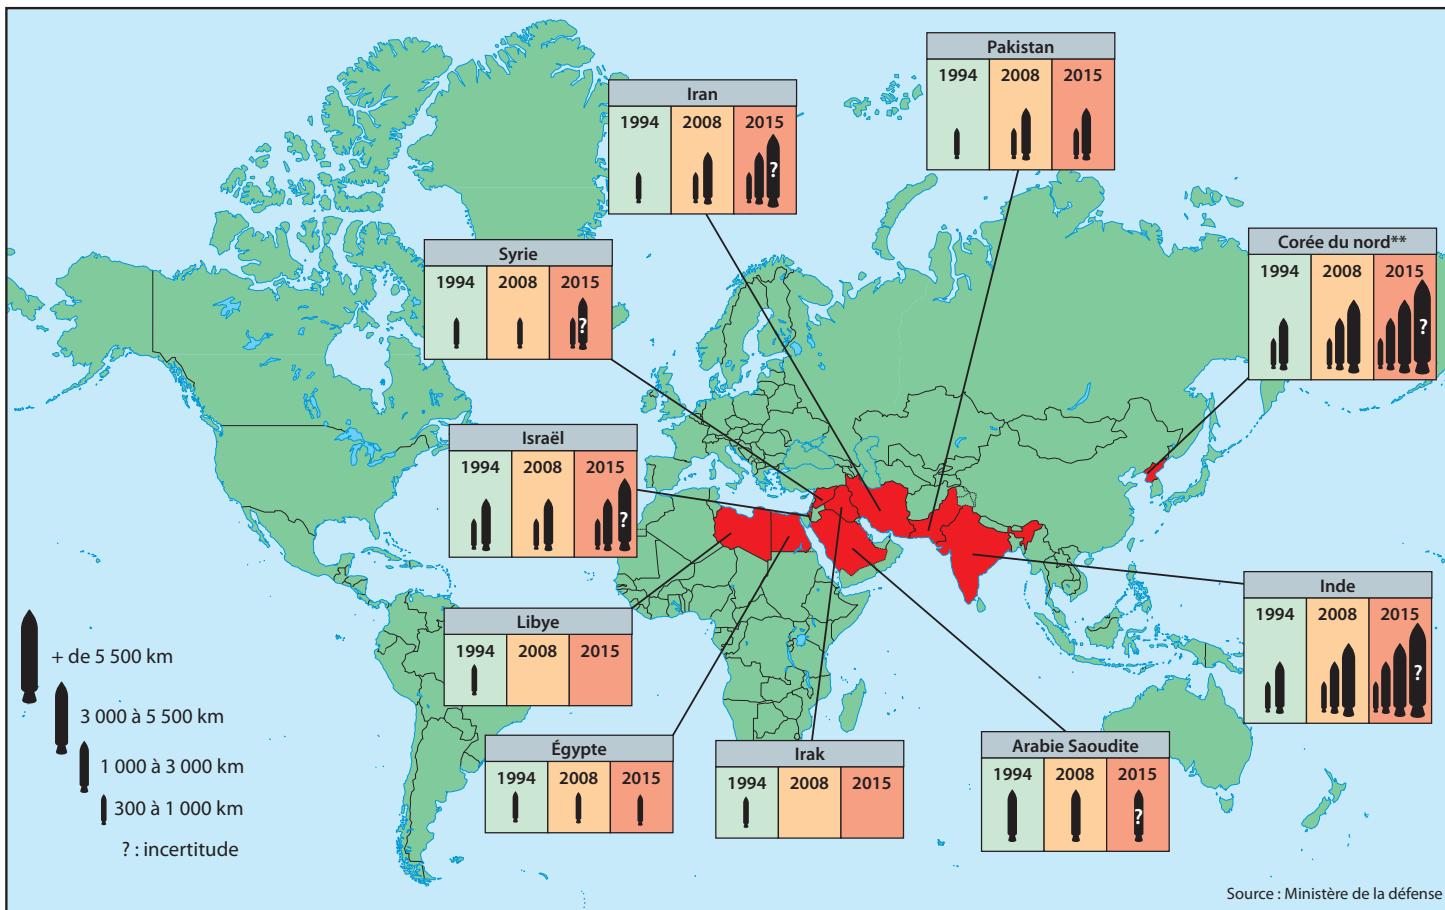 Pakistan
1994 2008 2015
Iran
1994 2008 2015
?
Corée du nord**
1994 2008 2015
?
Syrie
1994 2008 2015
?
Israël
1994 2008 2015
?
Inde
1994 2008 2015
?
Libye
1994 2008 2015
Égypte
1994 2008 2015
Irak
1994 2008 2015
Arabie Saoudite
1994 2008 2015
?
+ de 5 500 km
3 000 à 5 500 km
1 000 à 3 000 km
300 à 1 000 km
? : incertitude
Source : Ministère de la défense